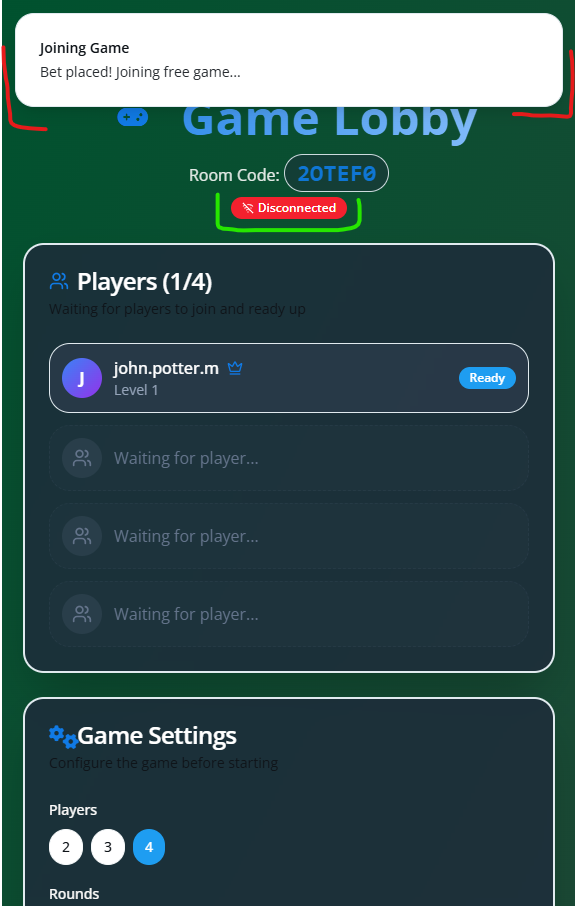 Joining Game
Bet placed! Joining free game...
Game Lobby
Room Code: 2OTEF0
Disconnected
Players (1/4)
Waiting for players to join and ready up
J
john.potter.m
Level 1
Ready
Waiting for player...
Waiting for player...
Waiting for player...
Game Settings
Configure the game before starting
Players
2 3 4
Rounds